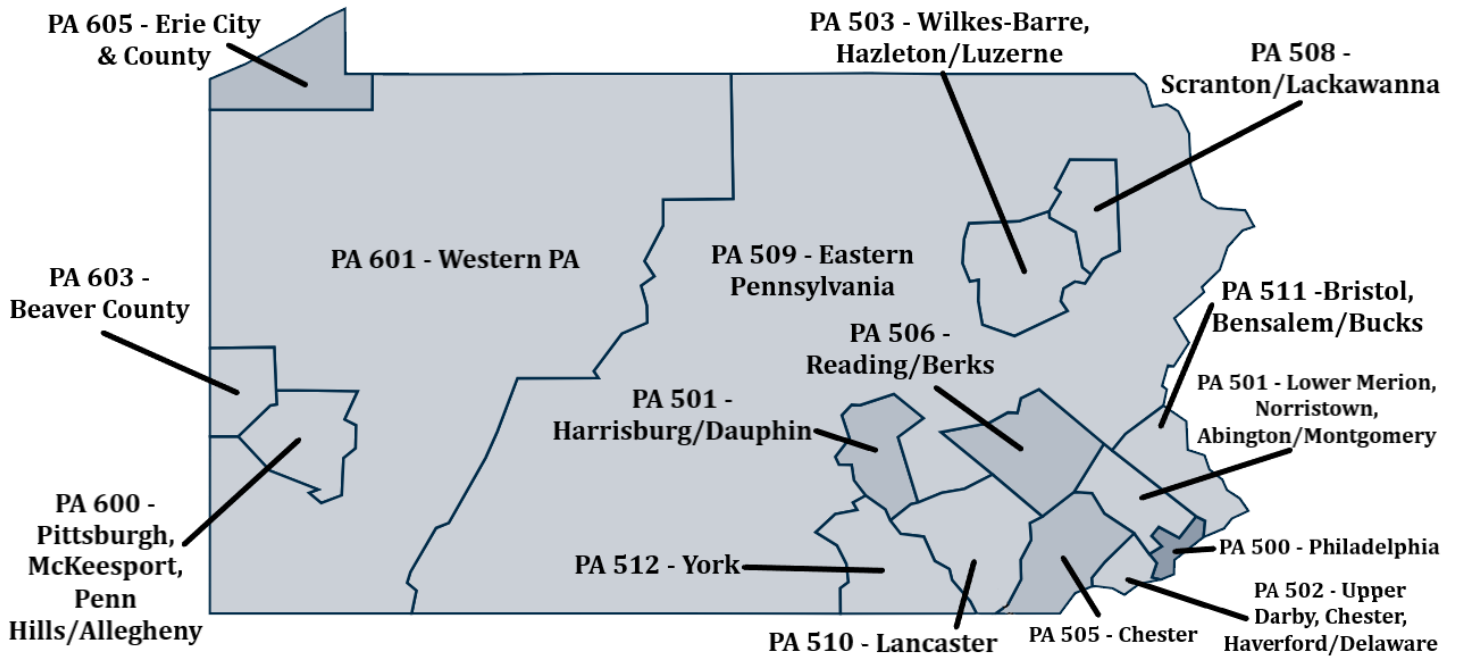 PA 605 - Erie City
& County
PA 503 - Wilkes-Barre,
Hazleton/Luzerne
PA 508 -
Scranton/Lackawanna
PA 601 - Western PA
PA 509 - Eastern
Pennsylvania
PA 603 -
Beaver County
PA 511 -Bristol,
Bensalem/Bucks
PA 506 -
Reading/Berks
PA 501 - Lower Merion,
Norristown,
Abington/Montgomery
PA 501 -
Harrisburg/Dauphin
PA 600 -
Pittsburgh,
McKeesport,
Penn
Hills/Allegheny
PA 512 - York
PA 500 - Philadelphia
PA 502 - Upper
Darby, Chester,
Haverford/Delaware
PA 510 - Lancaster
PA 505 - Chester